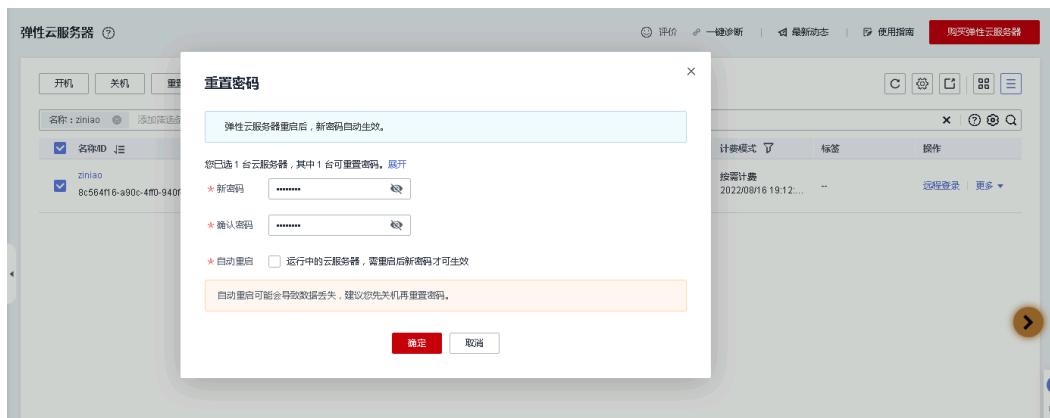 弹性云服务器
评价 一键诊断 最新动态 使用指南 购买弹性云服务器
开机 关机 重置
重置密码
名称：ziniao 添加筛选条
弹性云服务器重启后，新密码自动生效。
名称/ID 计费模式 标签 操作
您已选 1 台云服务器，其中 1 台可重置密码。展开
ziniao
8c564f16-a90c-4ff0-940f
按需计费
2022/08/16 19:12:... -- 远程登录 更多
* 新密码 ••••••••
* 确认密码 ••••••••
* 自动重启 运行中的云服务器，需重启后新密码才可生效
自动重启可能会导致数据丢失，建议您先关机再重置密码。
确定 取消